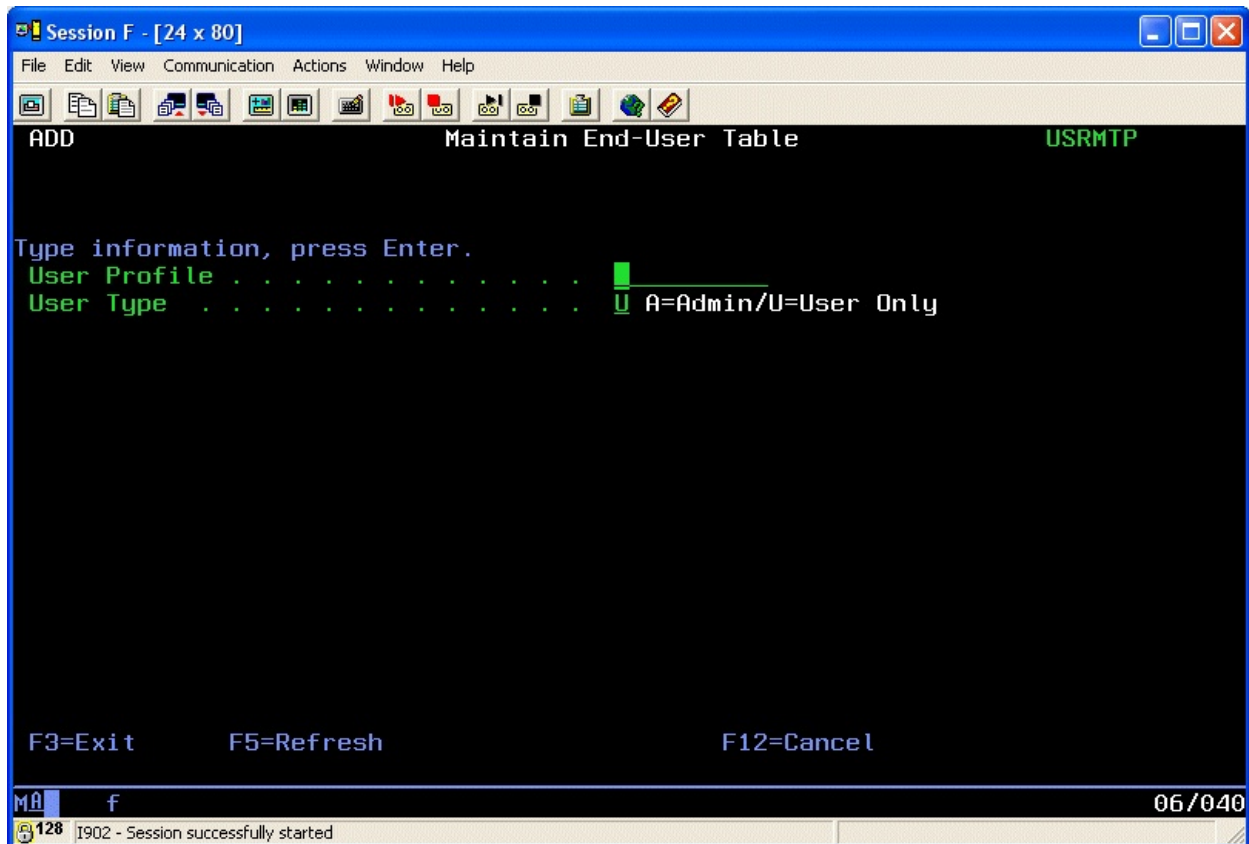 Session F - [24 x 80]
File Edit View Communication Actions Window Help
ADD Maintain End-User Table USRMTP
Type information, press Enter.
User Profile . . . . . . . . . . . .
User Type . . . . . . . . . . . . . U A=Admin/U=User Only
F3=Exit F5=Refresh F12=Cancel
MA f 06/040
128 I902 - Session successfully started